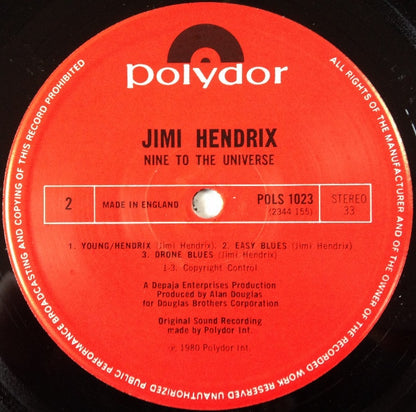 polydor
JIMI HENDRIX
NINE TO THE UNIVERSE
2
MADE IN ENGLAND
POLS 1023
(2344 155)
STEREO
33
1. YOUNG/HENDRIX (Jimi Hendrix). 2. EASY BLUES (Jimi Hendrix)
3. DRONE BLUES (Jimi Hendrix)
1-3. Copyright Control
A Depaja Enterprises Production
Produced by Alan Douglas
for Douglas Brothers Corporation
Original Sound Recording
made by Polydor Int.
℗ 1980 Polydor Int.
ALL RIGHTS OF THE MANUFACTURER AND OF THE OWNER OF THE RECORDED WORK RESERVED UNAUTHORIZED PUBLIC PERFORMANCE BROADCASTING AND COPYING OF THIS RECORD PROHIBITED